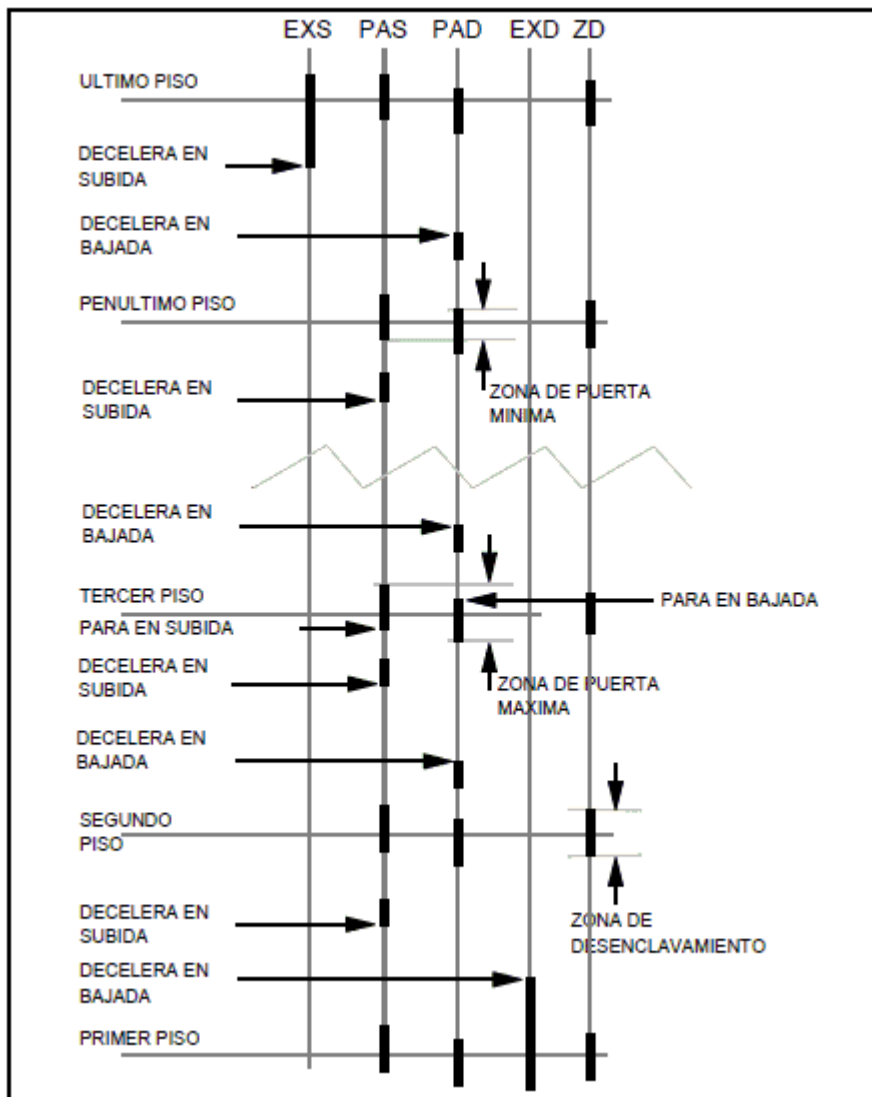 EXS PAS PAD EXD ZD
ULTIMO PISO
DECELERA EN
SUBIDA
DECELERA EN
BAJADA
PENULTIMO PISO
DECELERA EN
SUBIDA
ZONA DE PUERTA
MINIMA
DECELERA EN
BAJADA
TERCER PISO
PARA EN BAJADA
PARA EN SUBIDA
DECELERA EN
SUBIDA
ZONA DE PUERTA
MAXIMA
DECELERA EN
BAJADA
SEGUNDO
PISO
DECELERA EN
SUBIDA
ZONA DE
DESENCLAVAMIENTO
DECELERA EN
BAJADA
PRIMER PISO